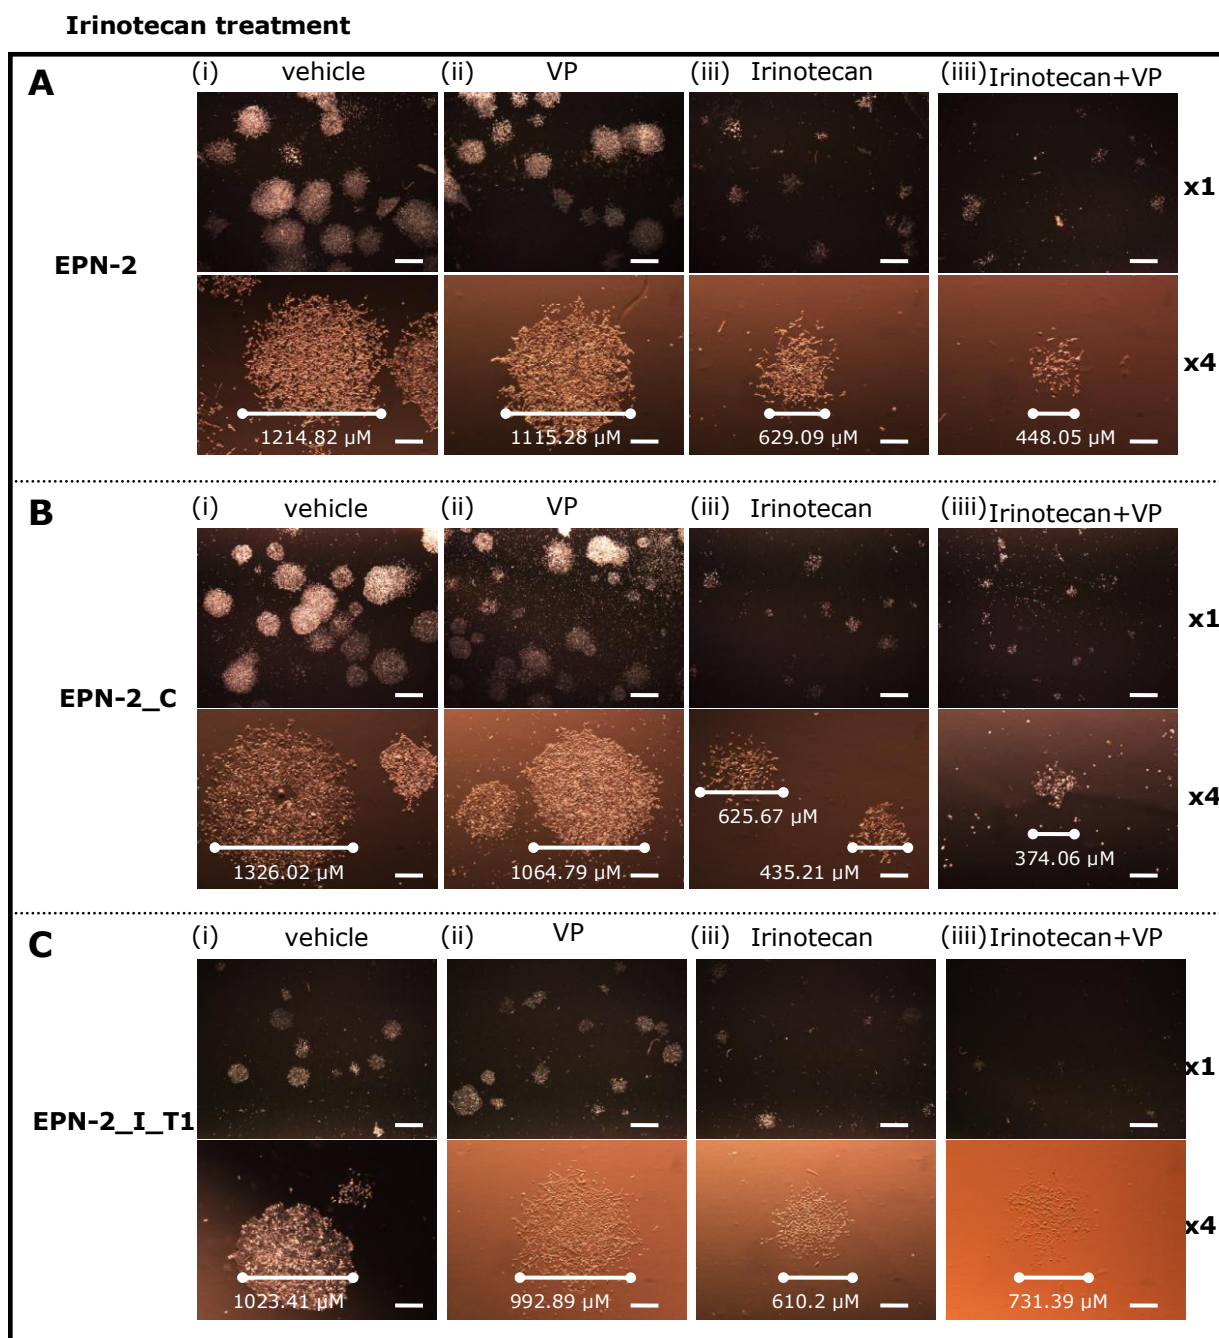 Irinotecan treatment
A
(i) vehicle
(ii) VP
(iii) Irinotecan
(iiii) Irinotecan+VP
x1
EPN-2
x4
1214.82 µM
1115.28 µM
629.09 µM
448.05 µM
B
(i) vehicle
(ii) VP
(iii) Irinotecan
(iiii) Irinotecan+VP
x1
EPN-2_C
x4
625.67 µM
1326.02 µM
1064.79 µM
435.21 µM
374.06 µM
C
(i) vehicle
(ii) VP
(iii) Irinotecan
(iiii) Irinotecan+VP
x1
EPN-2_I_T1
x4
1023.41 µM
992.89 µM
610.2 µM
731.39 µM